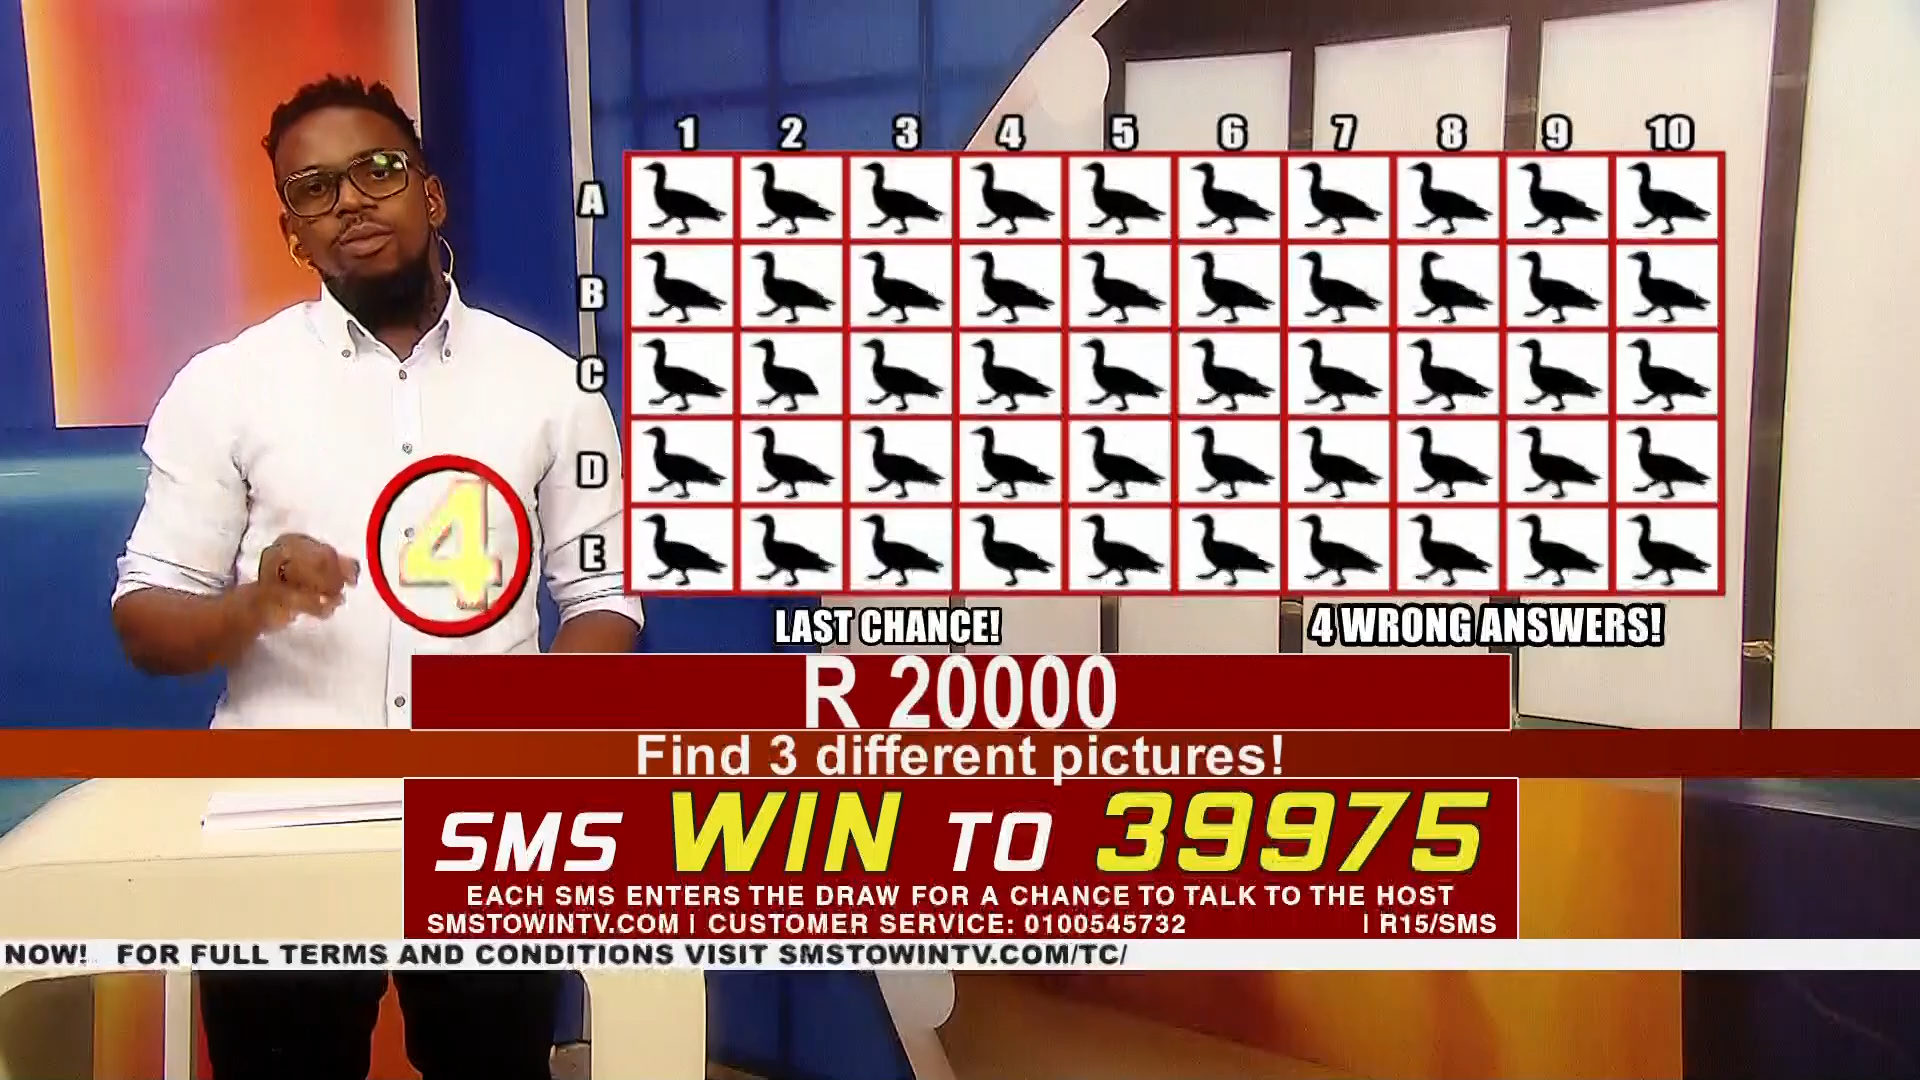 1 2 3 4 5 6 7 8 9 10
A
B
C
D
E
4
LAST CHANCE! 4 WRONG ANSWERS!
R 20000
Find 3 different pictures!
SMS WIN TO 39975
EACH SMS ENTERS THE DRAW FOR A CHANCE TO TALK TO THE HOST
SMSTOWINTV.COM | CUSTOMER SERVICE: 0100545732 | R15/SMS
NOW! FOR FULL TERMS AND CONDITIONS VISIT SMSTOWINTV.COM/TC/